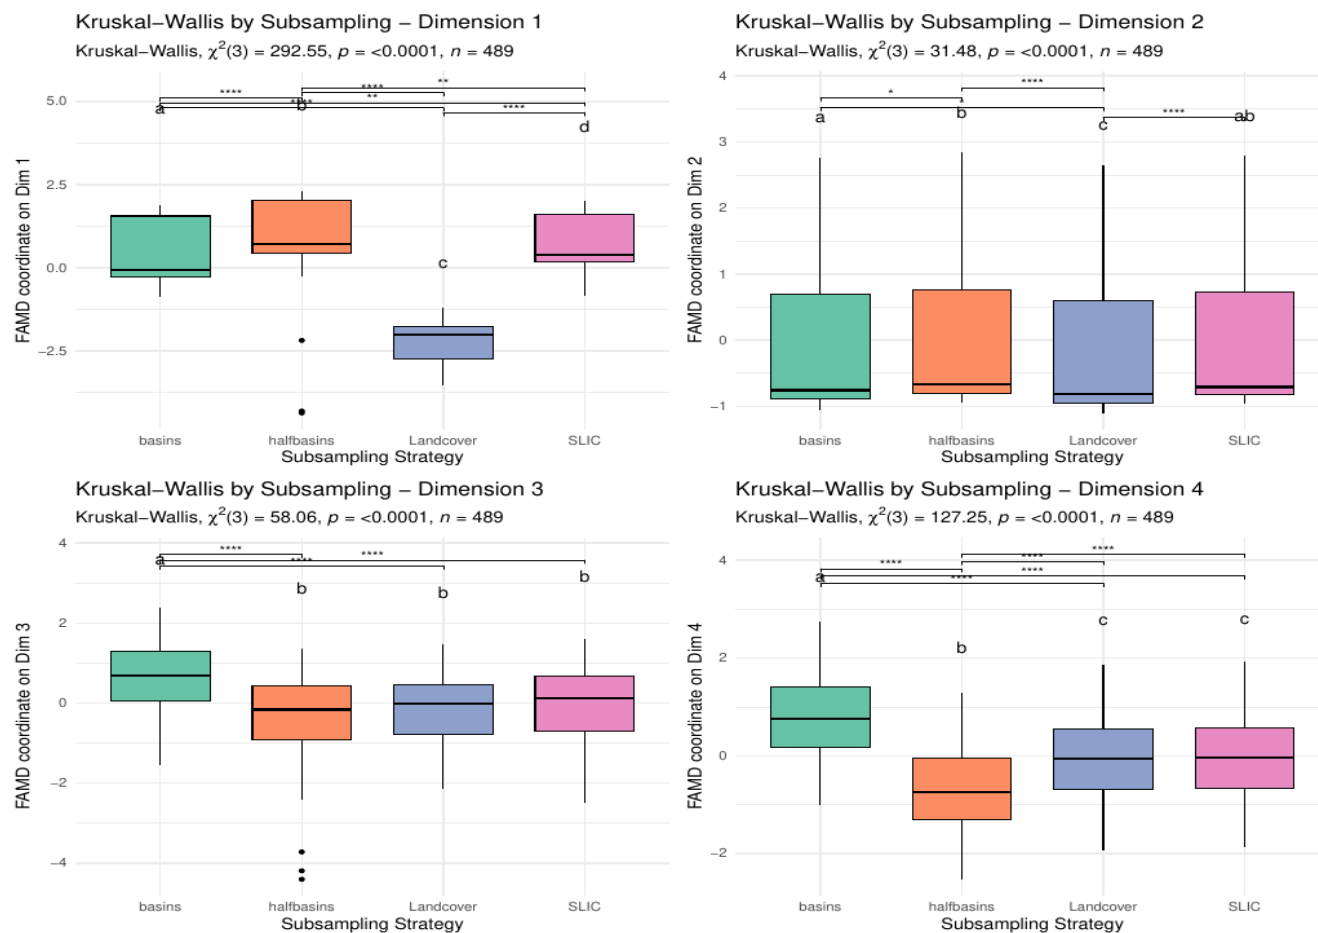 Kruskal–Wallis by Subsampling – Dimension 1
Kruskal–Wallis, χ²(3) = 292.55, p = <0.0001, n = 489
FAMD coordinate on Dim 1
5.0
2.5
0.0
−2.5
**
****
****
**
****
****
a
b
c
d
basins halfbasins Landcover SLIC
Subsampling Strategy
Kruskal–Wallis by Subsampling – Dimension 2
Kruskal–Wallis, χ²(3) = 31.48, p = <0.0001, n = 489
FAMD coordinate on Dim 2
4
3
2
1
0
−1
****
*
*
****
a
b
c
ab
basins halfbasins Landcover SLIC
Subsampling Strategy
Kruskal–Wallis by Subsampling – Dimension 3
Kruskal–Wallis, χ²(3) = 58.06, p = <0.0001, n = 489
FAMD coordinate on Dim 3
4
2
0
−2
−4
****
****
****
a
b
b
b
basins halfbasins Landcover SLIC
Subsampling Strategy
Kruskal–Wallis by Subsampling – Dimension 4
Kruskal–Wallis, χ²(3) = 127.25, p = <0.0001, n = 489
FAMD coordinate on Dim 4
4
2
0
−2
****
****
****
****
****
a
b
c
c
basins halfbasins Landcover SLIC
Subsampling Strategy